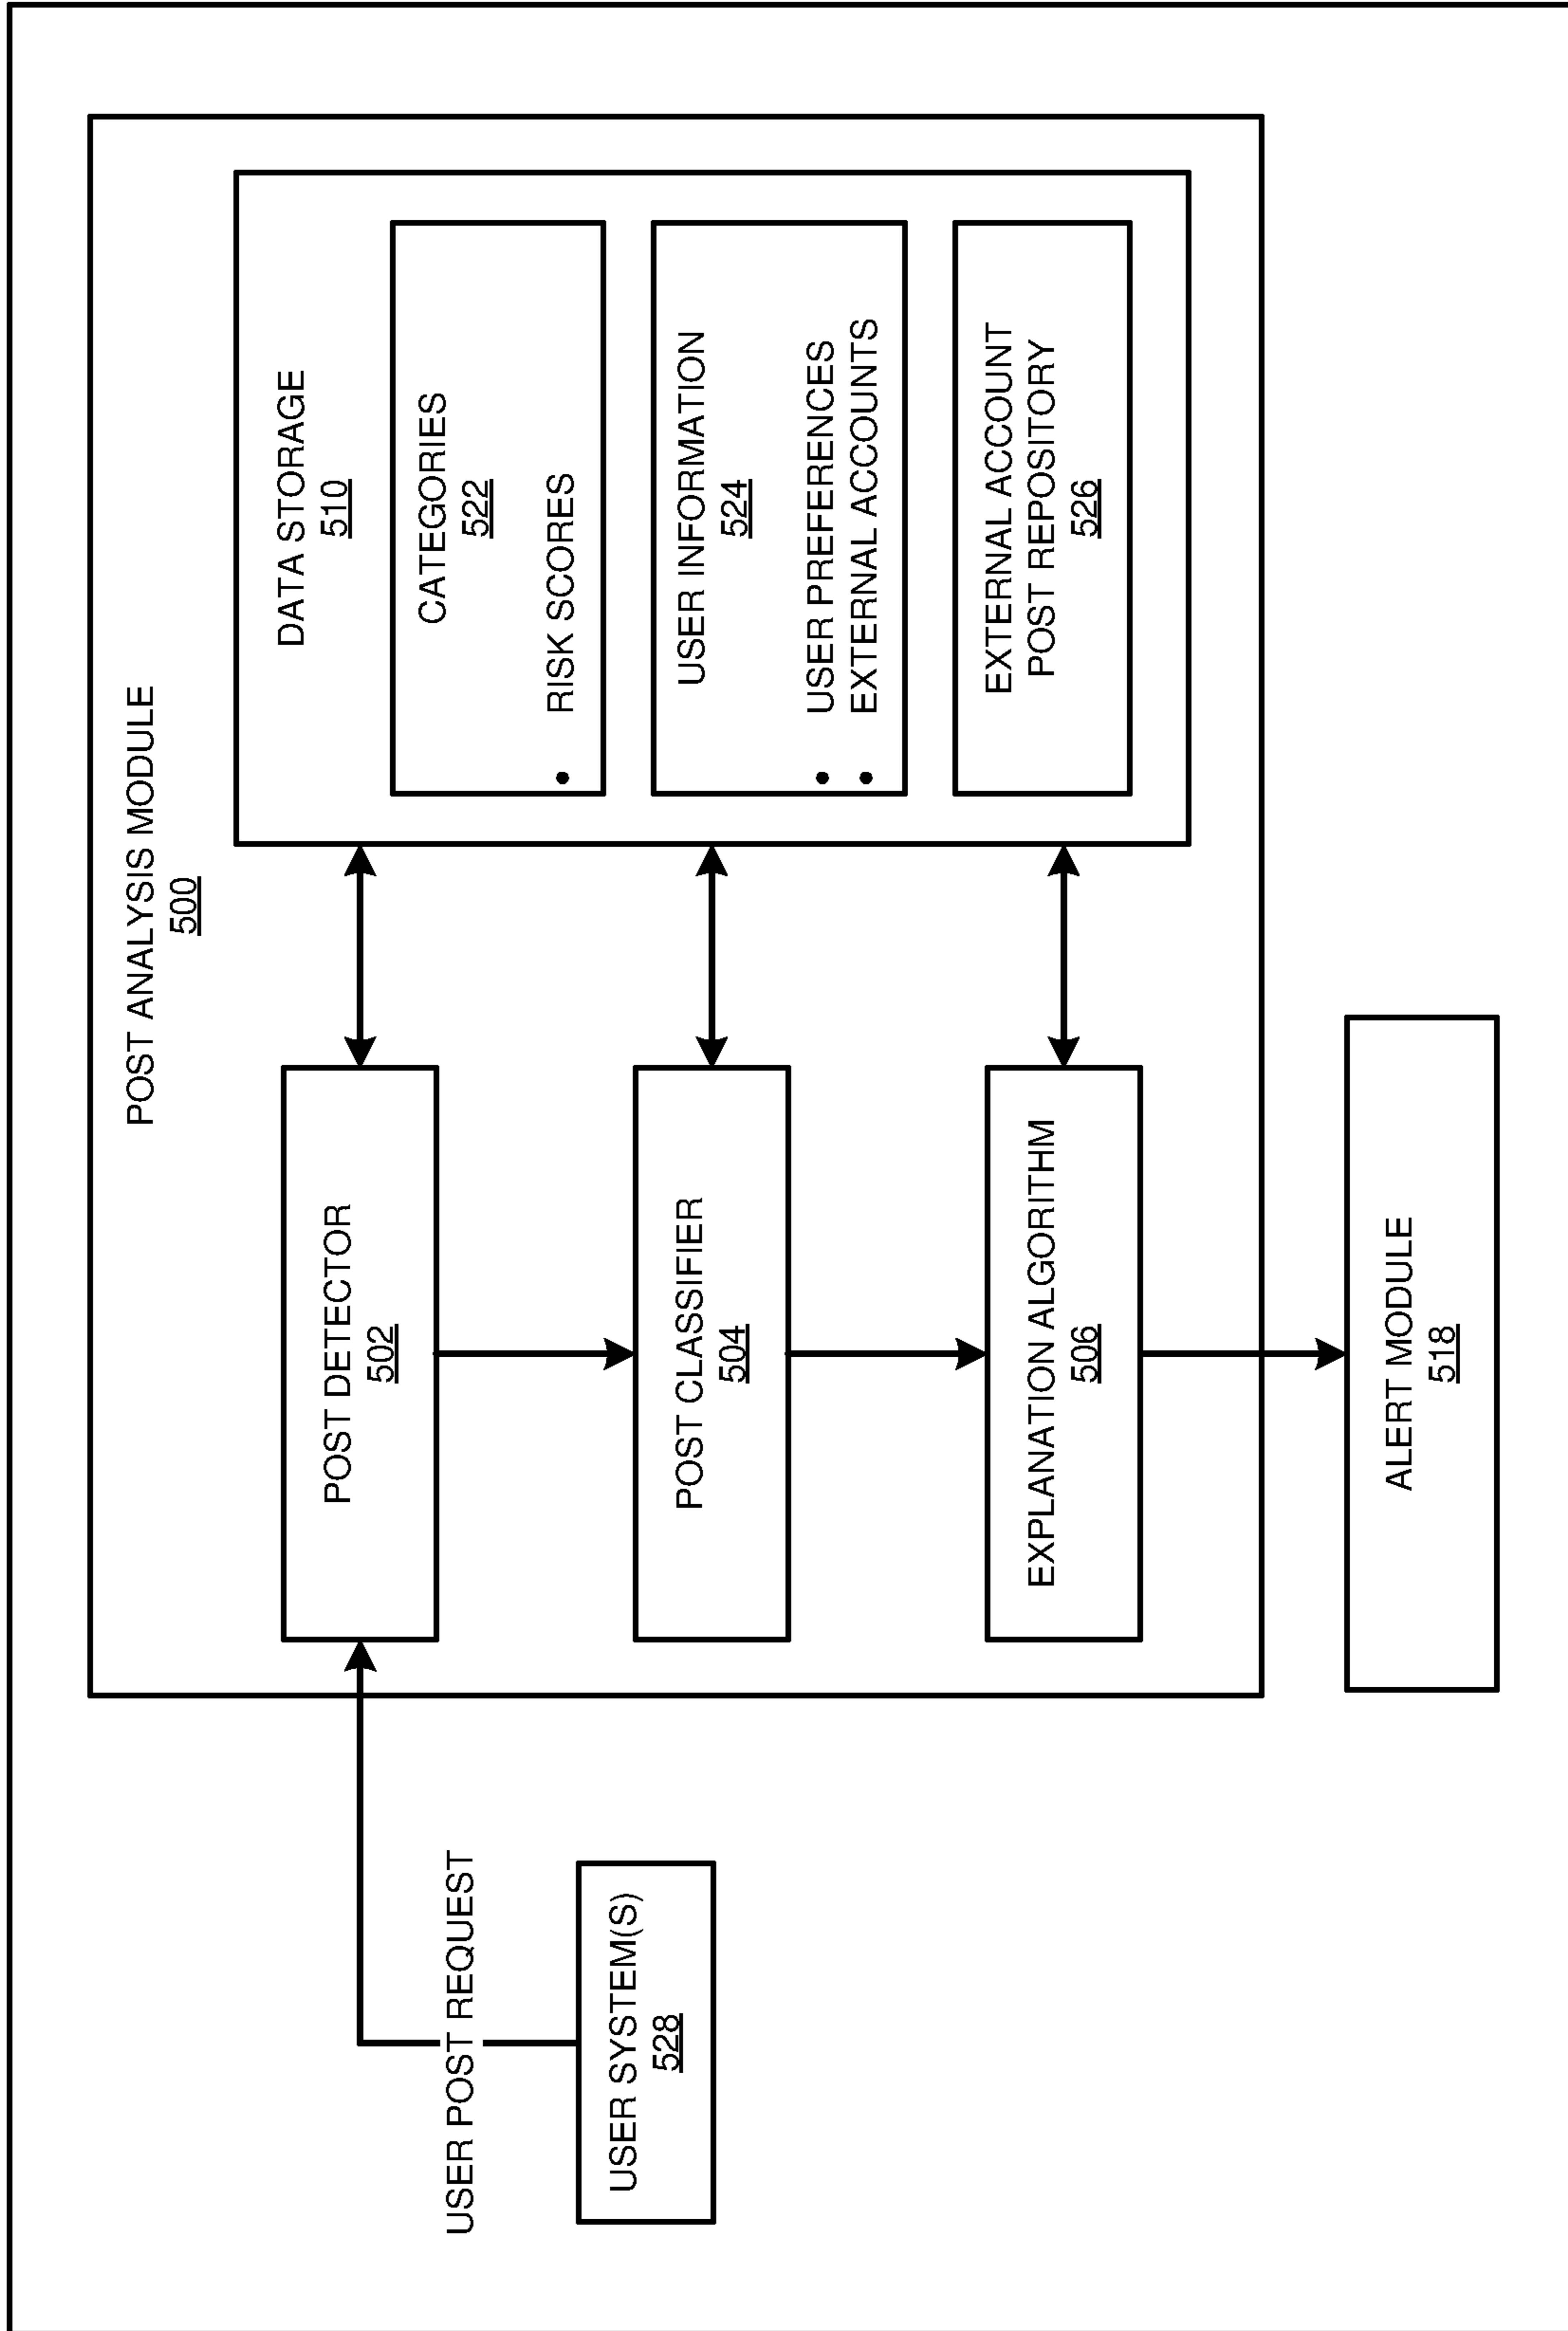 POST ANALYSIS MODULE
500
USER POST REQUEST
USER SYSTEM(S)
528
POST DETECTOR
502
POST CLASSIFIER
504
EXPLANATION ALGORITHM
506
ALERT MODULE
518
DATA STORAGE
510
CATEGORIES
522
• RISK SCORES
USER INFORMATION
524
• USER PREFERENCES
• EXTERNAL ACCOUNTS
EXTERNAL ACCOUNT
POST REPOSITORY
526